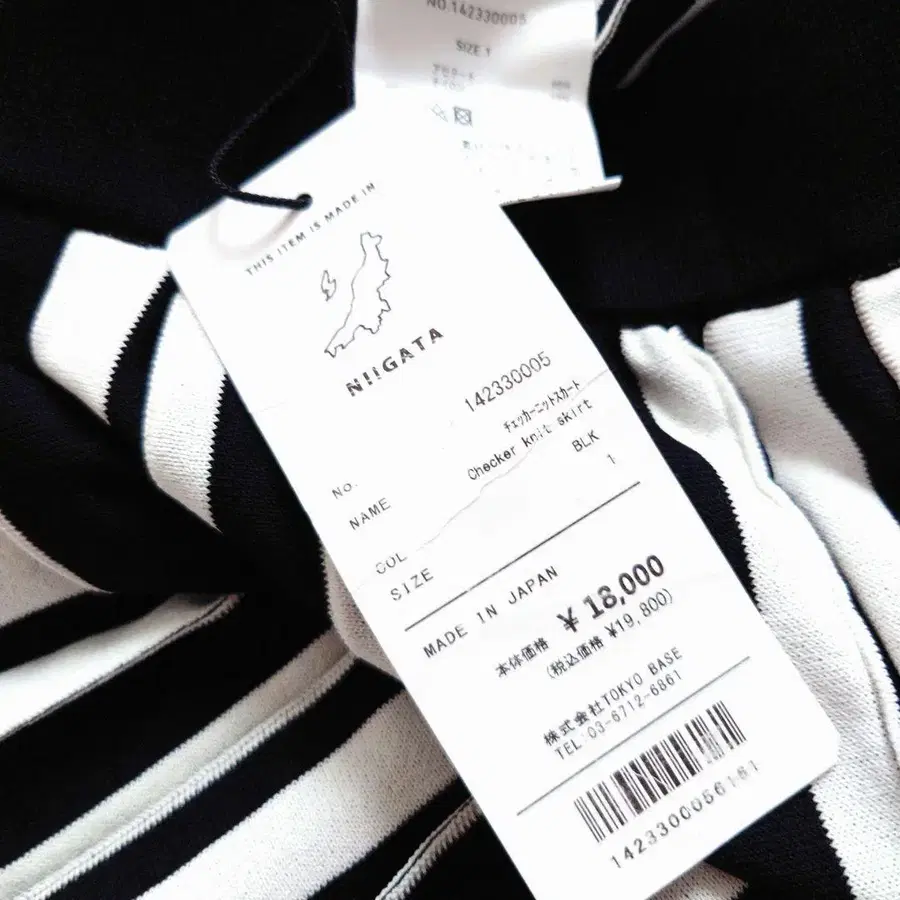 NO.142330005
SIZE 1
THIS ITEM IS MADE IN
NIIGATA
No. 142330005
NAME チェッカーニットスカート
Checker knit skirt
COL BLK
SIZE 1
MADE IN JAPAN
本体価格 ¥ 18,000
(税込価格 ¥19,800)
株式会社TOKYO BASE
TEL:03-6712-6861
1423300056181